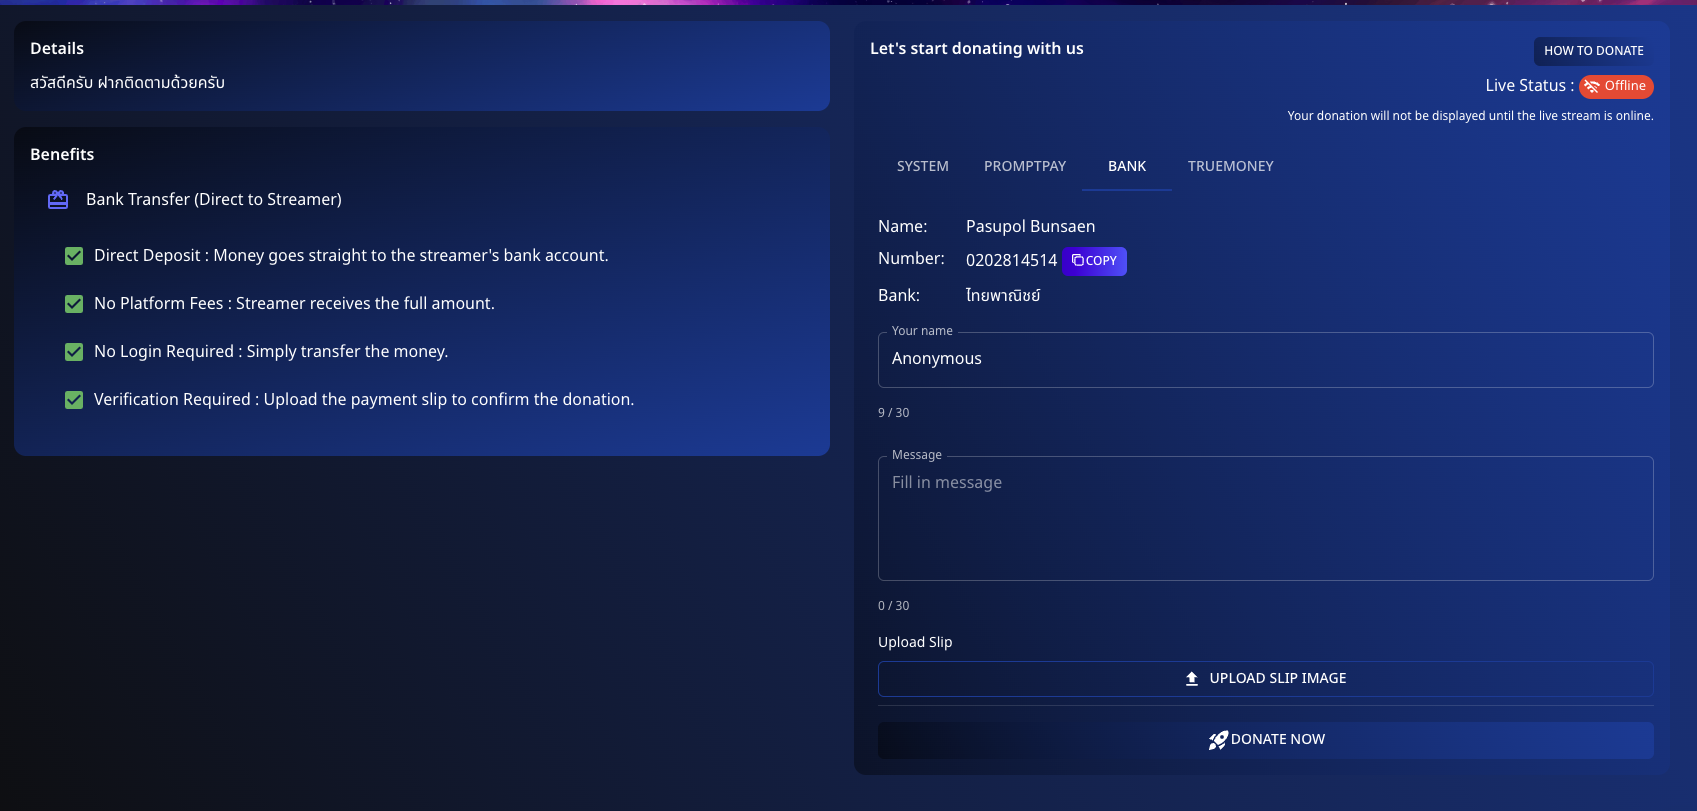 Details
สวัสดีครับ ฝากติดตามด้วยครับ
Benefits
Bank Transfer (Direct to Streamer)
Direct Deposit : Money goes straight to the streamer's bank account.
No Platform Fees : Streamer receives the full amount.
No Login Required : Simply transfer the money.
Verification Required : Upload the payment slip to confirm the donation.
Let's start donating with us
HOW TO DONATE
Live Status : Offline
Your donation will not be displayed until the live stream is online.
SYSTEM PROMPTPAY BANK TRUEMONEY
Name: Pasupol Bunsaen
Number: 0202814514 COPY
Bank: ไทยพาณิชย์
Your name
Anonymous
9 / 30
Message
Fill in message
0 / 30
Upload Slip
UPLOAD SLIP IMAGE
DONATE NOW